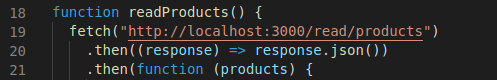 18 function readProducts() {
19 fetch("http://localhost:3000/read/products")
20 .then((response) => response.json())
21 .then(function (products) {